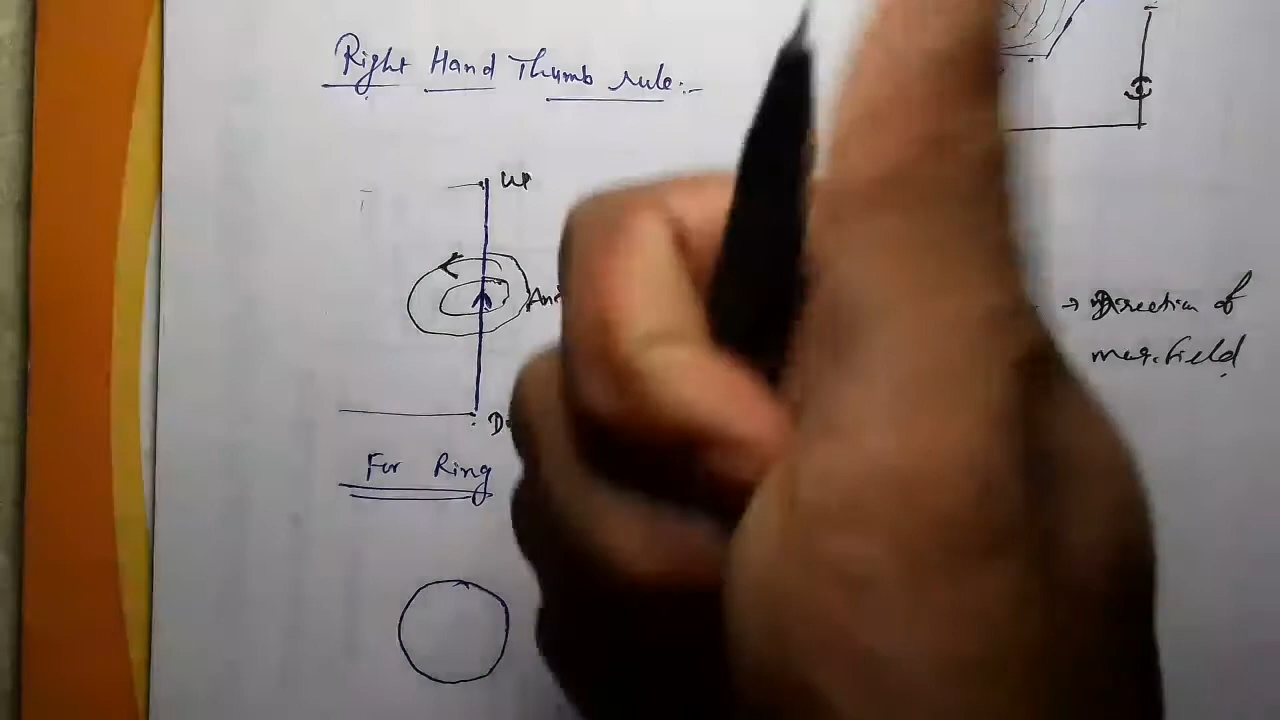 Right Hand Thumb rule:-
UP
→ Direction of
mag. field
For Ring